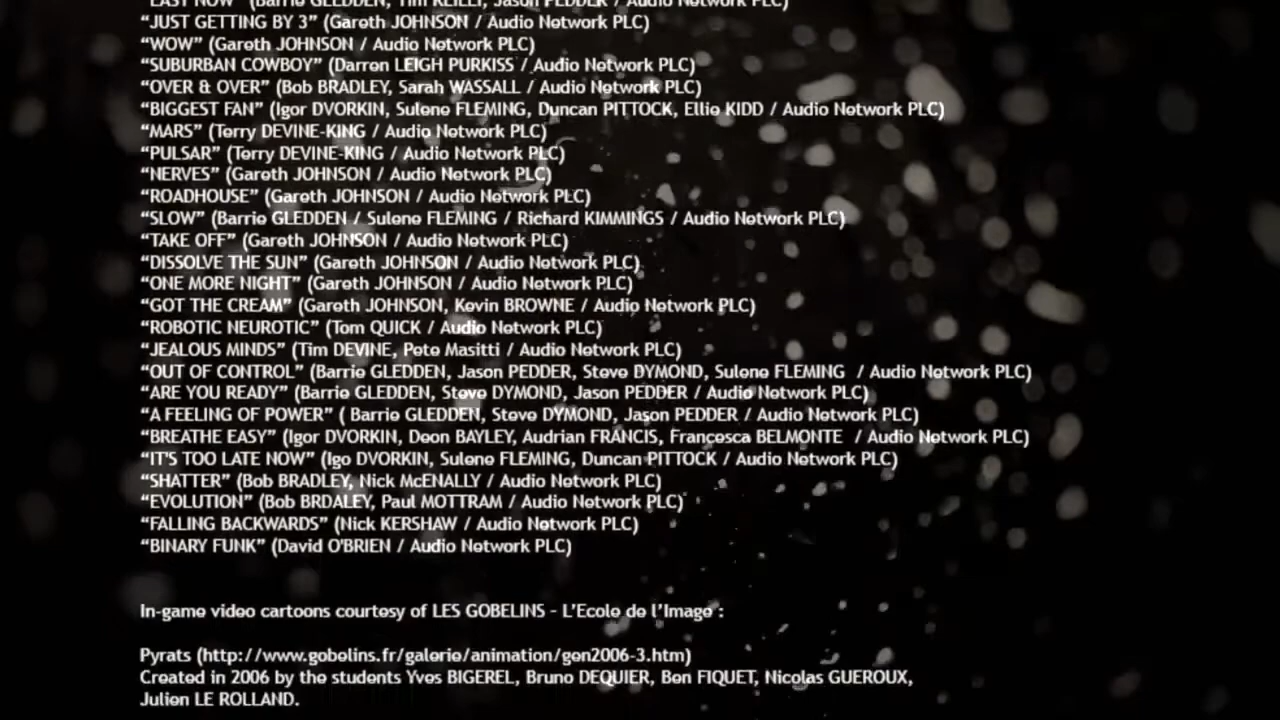 "LAST NOW" (Barrie GLEDDEN, Tim REILLY, Jason PEDDER / Audio Network PLC)
“JUST GETTING BY 3” (Gareth JOHNSON / Audio Network PLC)
“WOW” (Gareth JOHNSON / Audio Network PLC)
“SUBURBAN COWBOY” (Darren LEIGH PURKISS / Audio Network PLC)
“OVER & OVER” (Bob BRADLEY, Sarah WASSALL / Audio Network PLC)
“BIGGEST FAN” (Igor DVORKIN, Sulene FLEMING, Duncan PITTOCK, Ellie KIDD / Audio Network PLC)
“MARS” (Terry DEVINE-KING / Audio Network PLC)
“PULSAR” (Terry DEVINE-KING / Audio Network PLC)
“NERVES” (Gareth JOHNSON / Audio Network PLC)
“ROADHOUSE” (Gareth JOHNSON / Audio Network PLC)
“SLOW” (Barrie GLEDDEN / Sulene FLEMING / Richard KIMMINGS / Audio Network PLC)
“TAKE OFF” (Gareth JOHNSON / Audio Network PLC)
“DISSOLVE THE SUN” (Gareth JOHNSON / Audio Network PLC)
“ONE MORE NIGHT” (Gareth JOHNSON / Audio Network PLC)
“GOT THE CREAM” (Gareth JOHNSON, Kevin BROWNE / Audio Network PLC)
“ROBOTIC NEUROTIC” (Tom QUICK / Audio Network PLC)
“JEALOUS MINDS” (Tim DEVINE, Pete Masitti / Audio Network PLC)
“OUT OF CONTROL” (Barrie GLEDDEN, Jason PEDDER, Steve DYMOND, Sulene FLEMING / Audio Network PLC)
“ARE YOU READY” (Barrie GLEDDEN, Steve DYMOND, Jason PEDDER / Audio Network PLC)
“A FEELING OF POWER” ( Barrie GLEDDEN, Steve DYMOND, Jason PEDDER / Audio Network PLC)
“BREATHE EASY” (Igor DVORKIN, Deon BAYLEY, Audrian FRANCIS, Francesca BELMONTE / Audio Network PLC)
“IT'S TOO LATE NOW” (Igo DVORKIN, Sulene FLEMING, Duncan PITTOCK / Audio Network PLC)
“SHATTER” (Bob BRADLEY, Nick McENALLY / Audio Network PLC)
“EVOLUTION” (Bob BRDALEY, Paul MOTTRAM / Audio Network PLC)
“FALLING BACKWARDS” (Nick KERSHAW / Audio Network PLC)
“BINARY FUNK” (David O'BRIEN / Audio Network PLC)
In-game video cartoons courtesy of LES GOBELINS - L’Ecole de l’Image :
Pyrats (http://www.gobelins.fr/galerie/animation/gen2006-3.htm)
Created in 2006 by the students Yves BIGEREL, Bruno DEQUIER, Ben FIQUET, Nicolas GUEROUX,
Julien LE ROLLAND.